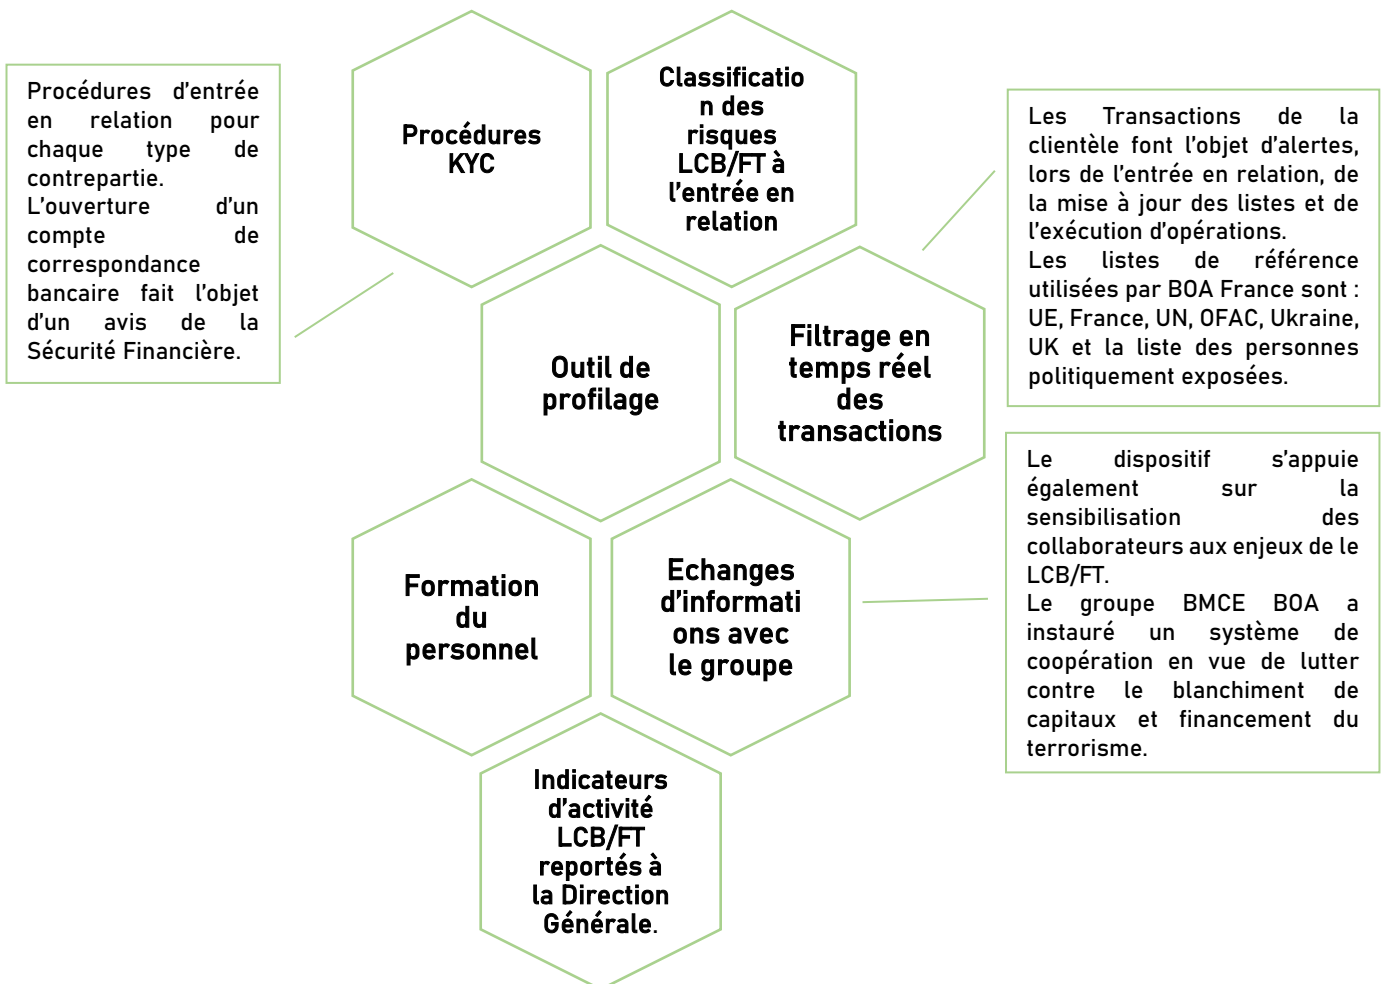 Procédures d'entrée
en relation pour
chaque type de
contrepartie.
L'ouverture d'un
compte de
correspondance
bancaire fait l'objet
d'un avis de la
Sécurité Financière.
Procédures
KYC
Classificatio
n des
risques
LCB/FT à
l'entrée en
relation
Les Transactions de la
clientèle font l'objet d'alertes,
lors de l'entrée en relation, de
la mise à jour des listes et de
l'exécution d'opérations.
Les listes de référence
utilisées par BOA France sont :
UE, France, UN, OFAC, Ukraine,
UK et la liste des personnes
politiquement exposées.
Outil de
profilage
Filtrage en
temps réel
des
transactions
Formation
du
personnel
Echanges
d'informati
ons avec
le groupe
Le dispositif s'appuie
également sur la
sensibilisation des
collaborateurs aux enjeux de le
LCB/FT.
Le groupe BMCE BOA a
instauré un système de
coopération en vue de lutter
contre le blanchiment de
capitaux et financement du
terrorisme.
Indicateurs
d'activité
LCB/FT
reportés à
la Direction
Générale.